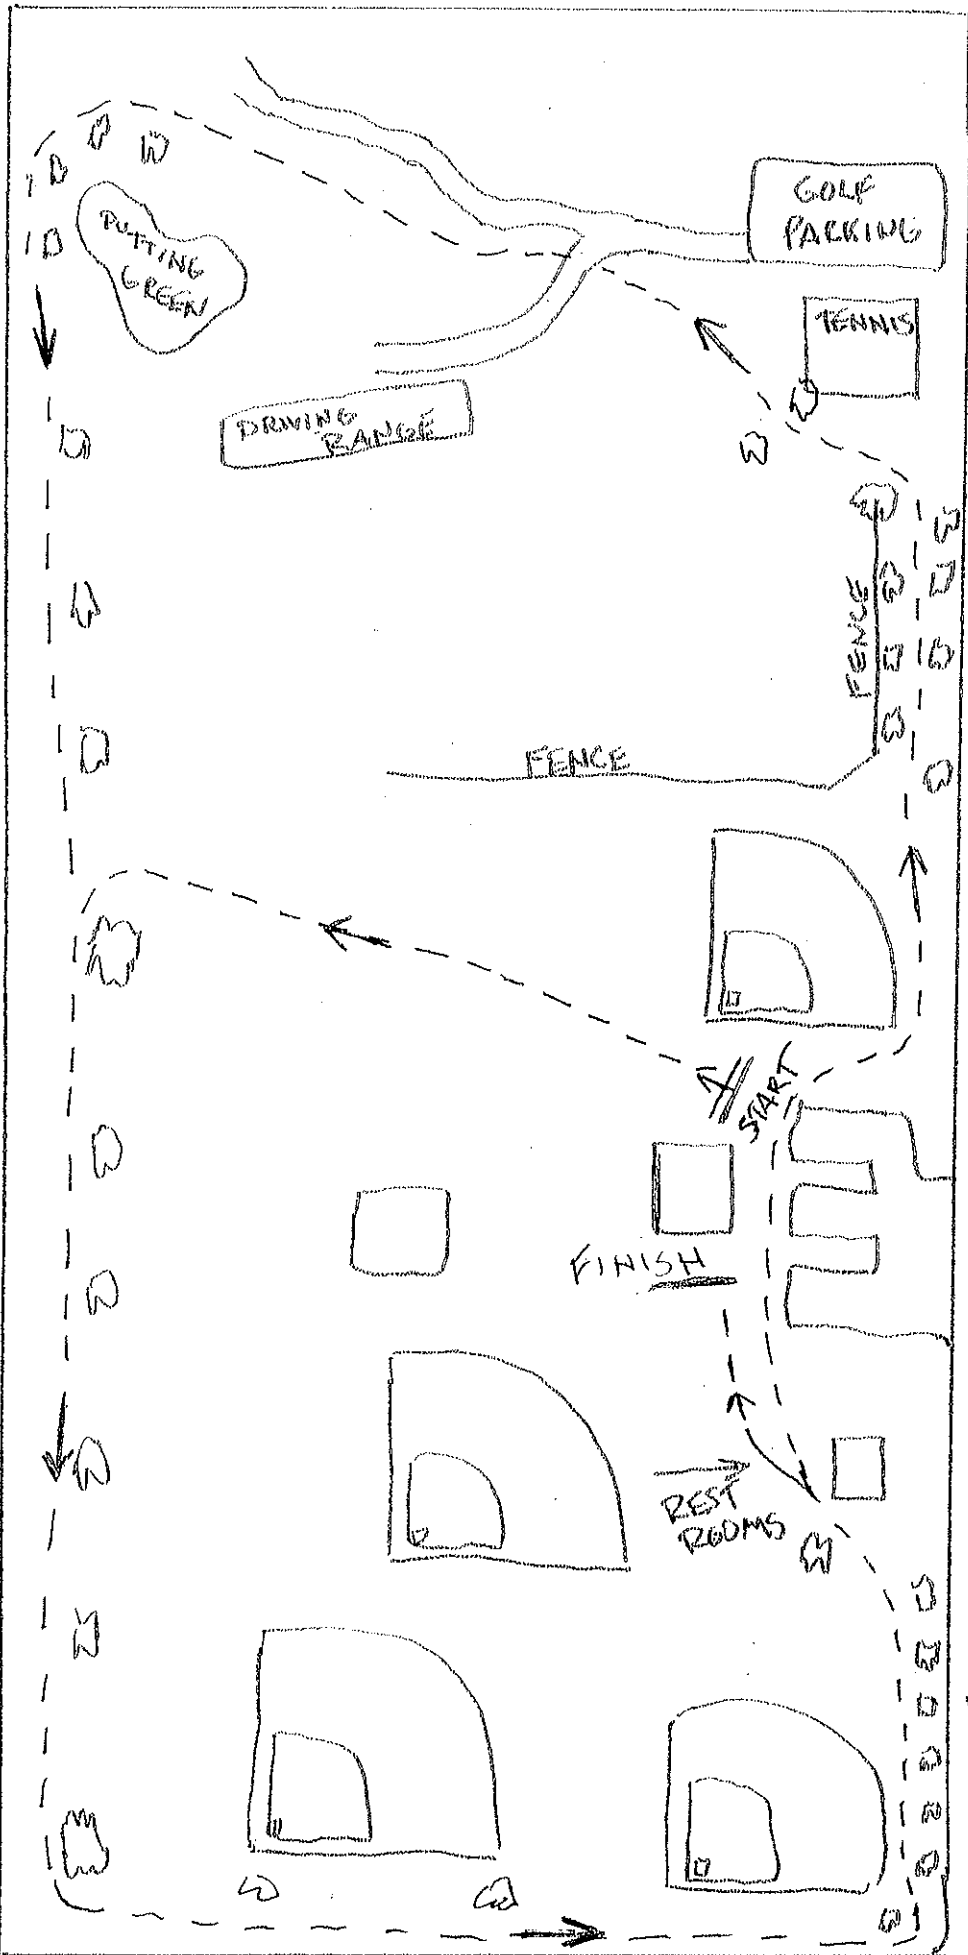 GOLF
PARKING
TENNIS
PUTTING
GREEN
DRIVING
RANGE
FENCE
FENCE
START
FINISH
REST
ROOMS